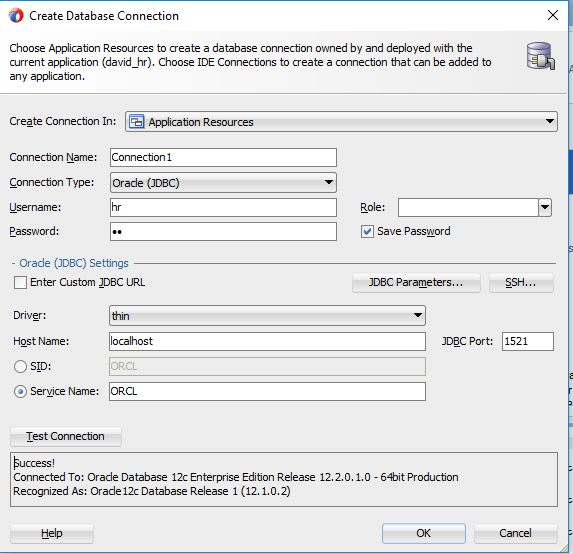 Create Database Connection
Choose Application Resources to create a database connection owned by and deployed with the
current application (david_hr). Choose IDE Connections to create a connection that can be added to
any application.
Create Connection In: Application Resources
Connection Name: Connection1
Connection Type: Oracle (JDBC)
Username: hr Role:
Password: •• Save Password
Oracle (JDBC) Settings
Enter Custom JDBC URL JDBC Parameters... SSH...
Driver: thin
Host Name: localhost JDBC Port: 1521
SID: ORCL
Service Name: ORCL
Test Connection
Success!
Connected To: Oracle Database 12c Enterprise Edition Release 12.2.0.1.0 - 64bit Production
Recognized As: Oracle12c Database Release 1 (12.1.0.2)
Help OK Cancel